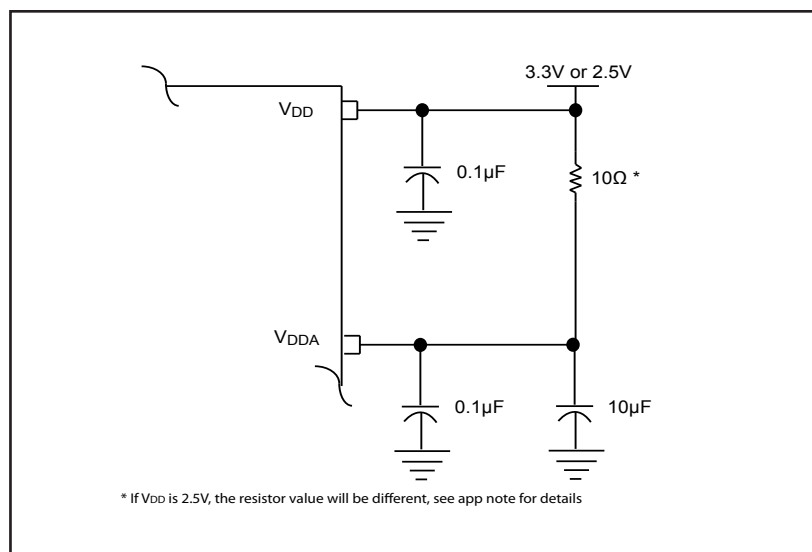 3.3V or 2.5V
VDD
0.1µF
10Ω *
VDDA
0.1µF
10µF
* If VDD is 2.5V, the resistor value will be different, see app note for details